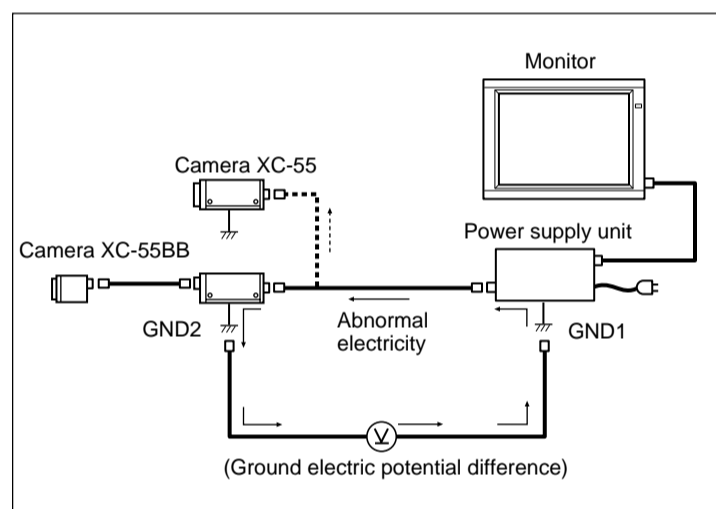 Monitor
Camera XC-55
Power supply unit
Camera XC-55BB
GND2
Abnormal
electricity
GND1
V
(Ground electric potential difference)